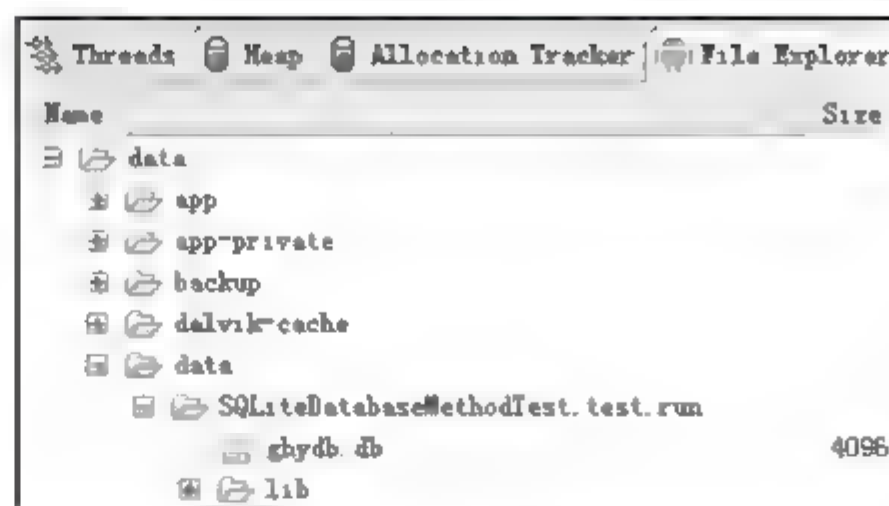 Threads Heap Allocation Tracker File Explorer
Name Size
data
app
app-private
backup
dalvik-cache
data
SQLiteDatabaseMethodTest.test.run
ghydb.db 4096
lib